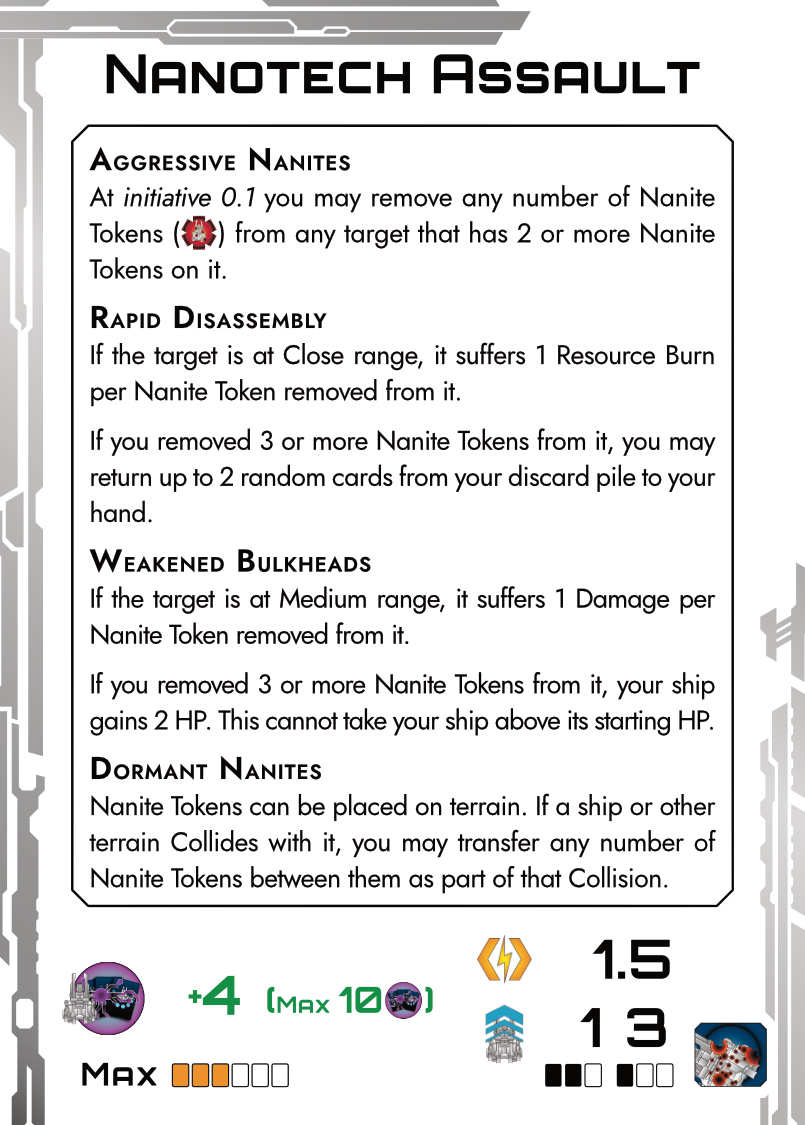 Nanotech Assault
Aggressive Nanites
At initiative 0.1 you may remove any number of Nanite
Tokens ( ) from any target that has 2 or more Nanite
Tokens on it.
Rapid Disassembly
If the target is at Close range, it suffers 1 Resource Burn
per Nanite Token removed from it.
If you removed 3 or more Nanite Tokens from it, you may
return up to 2 random cards from your discard pile to your
hand.
Weakened Bulkheads
If the target is at Medium range, it suffers 1 Damage per
Nanite Token removed from it.
If you removed 3 or more Nanite Tokens from it, your ship
gains 2 HP. This cannot take your ship above its starting HP.
Dormant Nanites
Nanite Tokens can be placed on terrain. If a ship or other
terrain Collides with it, you may transfer any number of
Nanite Tokens between them as part of that Collision.
1.5
+4 (Max 10 )
1 3
Max